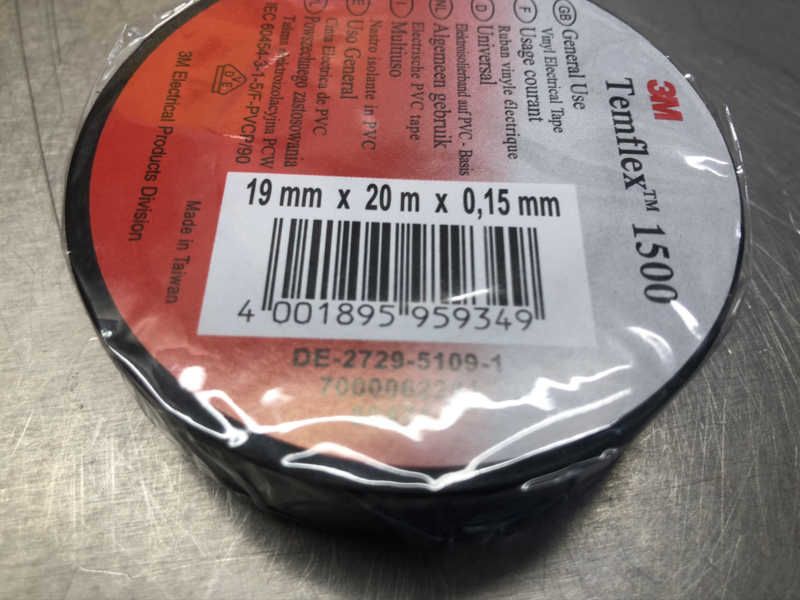 3M
Temflex™ 1500
GB General Use
Vinyl Electrical Tape
F Usage courant
Ruban vinyle électrique
D Universal
Elektroisolierband auf PVC - Basis
NL Algemeen gebruik
Elektrische PVC tape
I Multiuso
Nastro isolante in PVC
E Uso General
Cinta Electrica de PVC
Powszechnego zastosowania
Taśma elektroizolacyjna PCW
IEC 60454-3-1-5/F-PVCP/90
3M Electrical Products Division
Made in Taiwan
19 mm x 20 m x 0,15 mm
4 001895 959349
DE-2729-5109-1